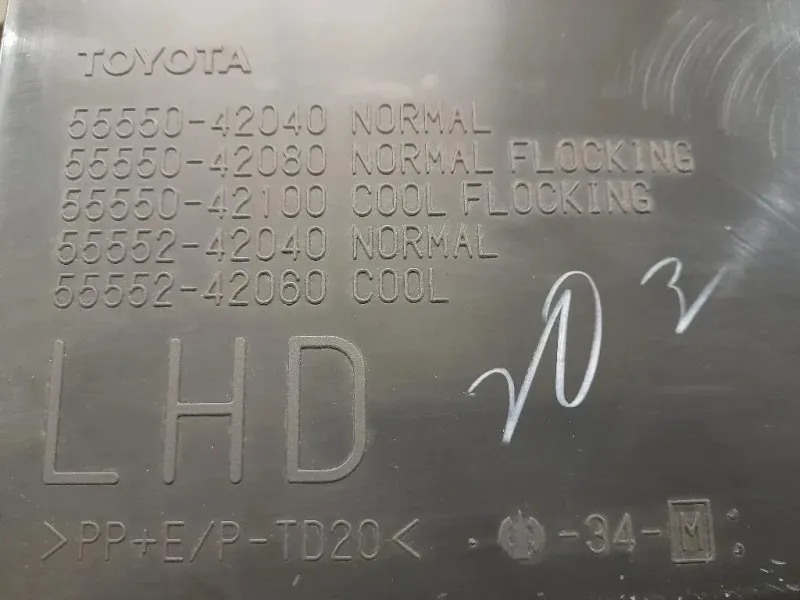 TOYOTA
55550-42040 NORMAL
55550-42080 NORMAL FLOCKING
55550-42100 COOL FLOCKING
55552-42040 NORMAL
55552-42060 COOL
LHD
>PP+E/P-TD20<
-34-M